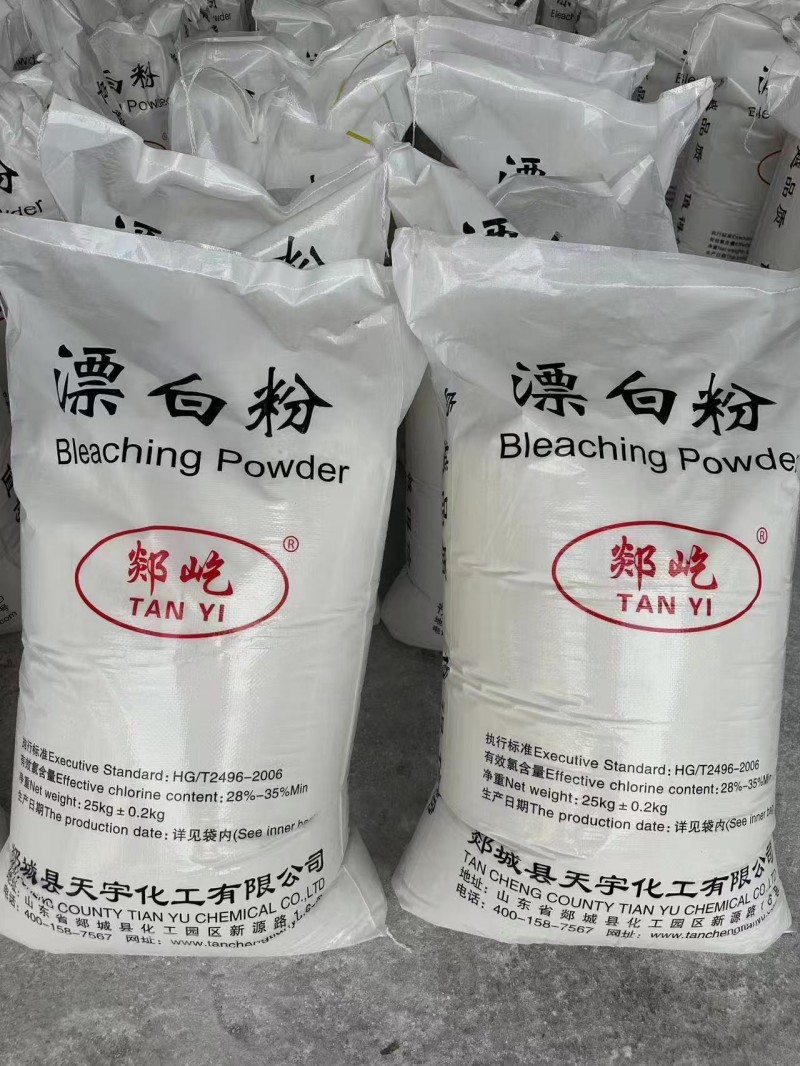 漂白粉
Bleaching Powder
郯屹®
TAN YI
执行标准Executive Standard: HG/T2496-2006
有效氯含量Effective chlorine content: 28%-35%Min
净重Net weight: 25kg ± 0.2kg
生产日期The production date: 详见袋内(See inner
郯城县天宇化工有限公司
COUNTY TIAN YU CHEMICAL CO.,LTD
山东省郯城县化工园区新源路
400-158-7567 网址:
漂白粉
Bleaching Powde
郯屹®
TAN YI
执行标准Executive Standard: HG/T2496-2006
有效氯含量Effective chlorine content: 28%-35%Min
净重Net weight: 25kg ± 0.2kg
生产日期The production date: 详见袋内(See inner
郯城县天宇化工有限公司
TAN CHENG COUNTY TIAN YU CHEMICAL CO.,LTD
地址: 山东省郯城县化工园区新源路
电话: 400-158-7567 网址:
白粉
漂
漂
粉
漂